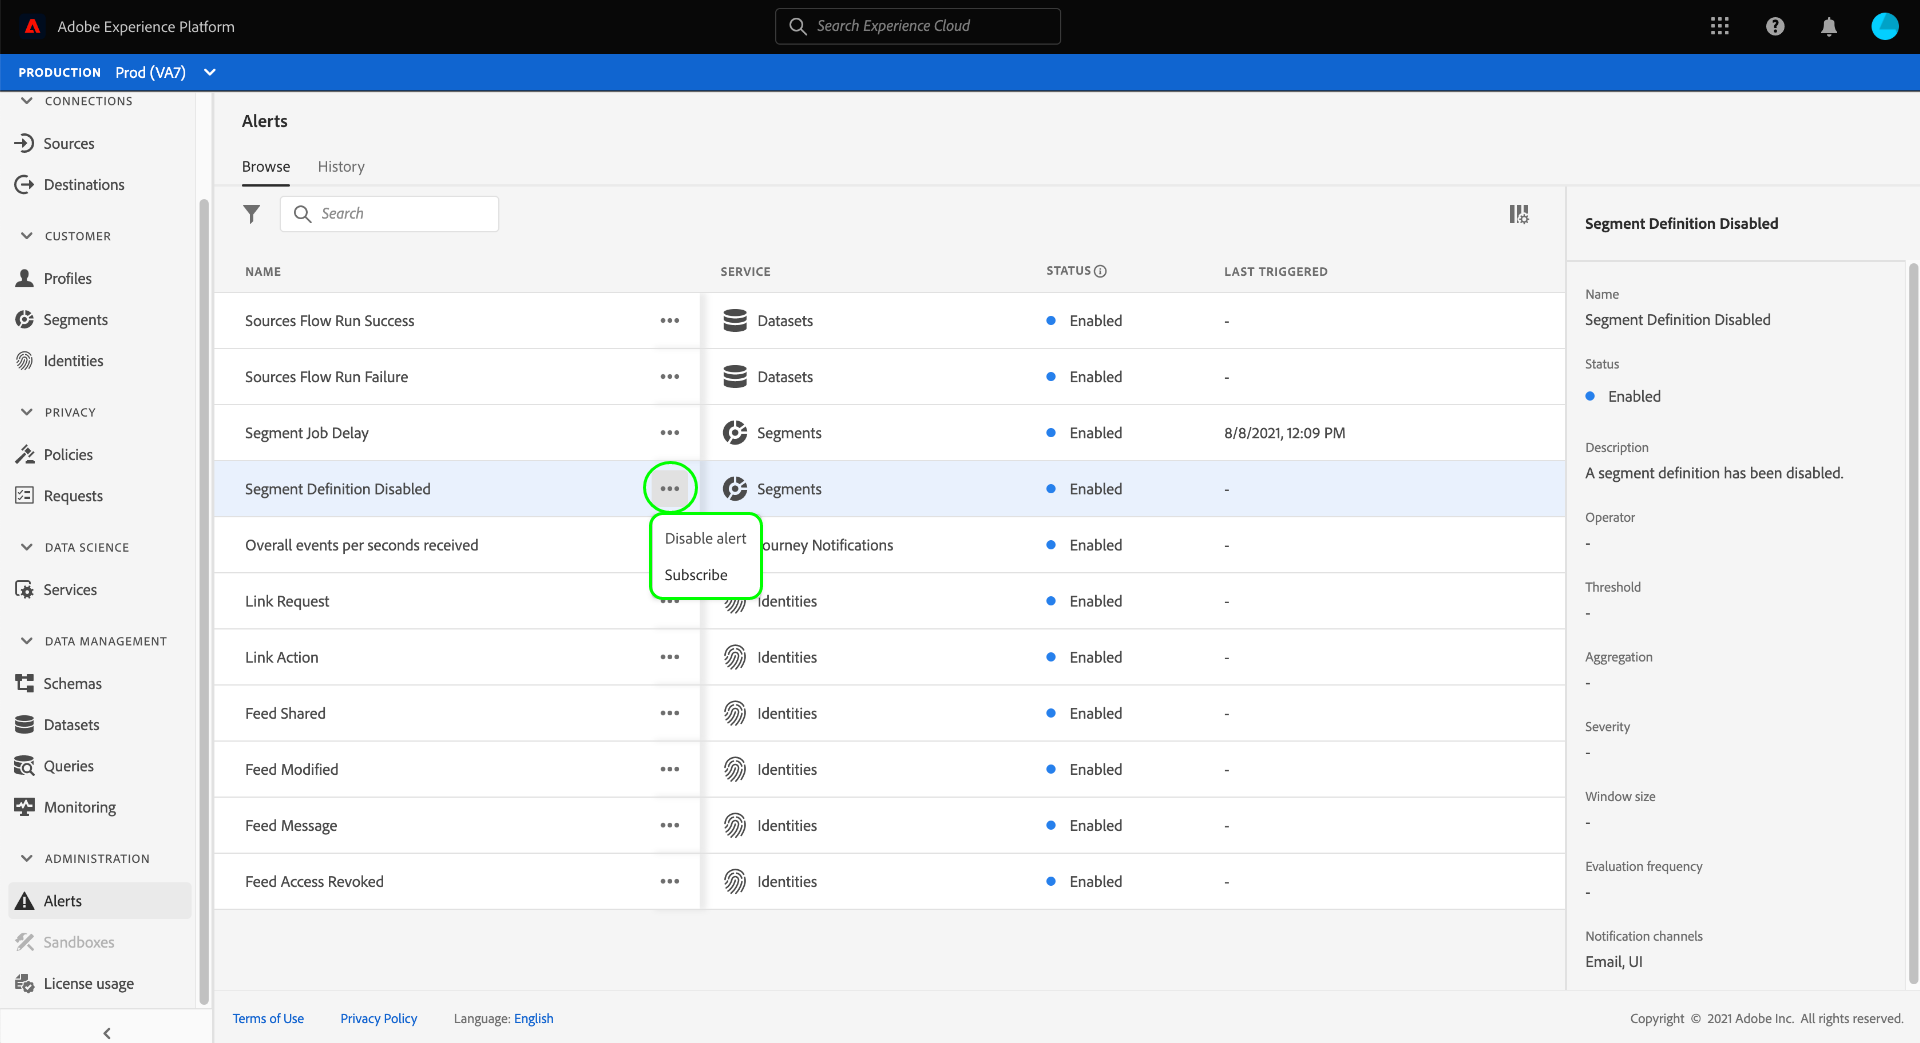 Adobe Experience Platform
Search Experience Cloud
PRODUCTION Prod (VA7)
CONNECTIONS
Sources
Destinations
CUSTOMER
Profiles
Segments
Identities
PRIVACY
Policies
Requests
DATA SCIENCE
Services
DATA MANAGEMENT
Schemas
Datasets
Queries
Monitoring
ADMINISTRATION
Alerts
Sandboxes
License usage
Alerts
Browse History
Search
NAME SERVICE STATUS LAST TRIGGERED
Sources Flow Run Success Datasets Enabled -
Sources Flow Run Failure Datasets Enabled -
Segment Job Delay Segments Enabled 8/8/2021, 12:09 PM
Segment Definition Disabled Segments Enabled -
Disable alert
Subscribe
Overall events per seconds received ourney Notifications Enabled -
Link Request Identities Enabled -
Link Action Identities Enabled -
Feed Shared Identities Enabled -
Feed Modified Identities Enabled -
Feed Message Identities Enabled -
Feed Access Revoked Identities Enabled -
Segment Definition Disabled
Name
Segment Definition Disabled
Status
Enabled
Description
A segment definition has been disabled.
Operator
-
Threshold
-
Aggregation
-
Severity
-
Window size
-
Evaluation frequency
-
Notification channels
Email, UI
Terms of Use Privacy Policy Language: English
Copyright © 2021 Adobe Inc. All rights reserved.